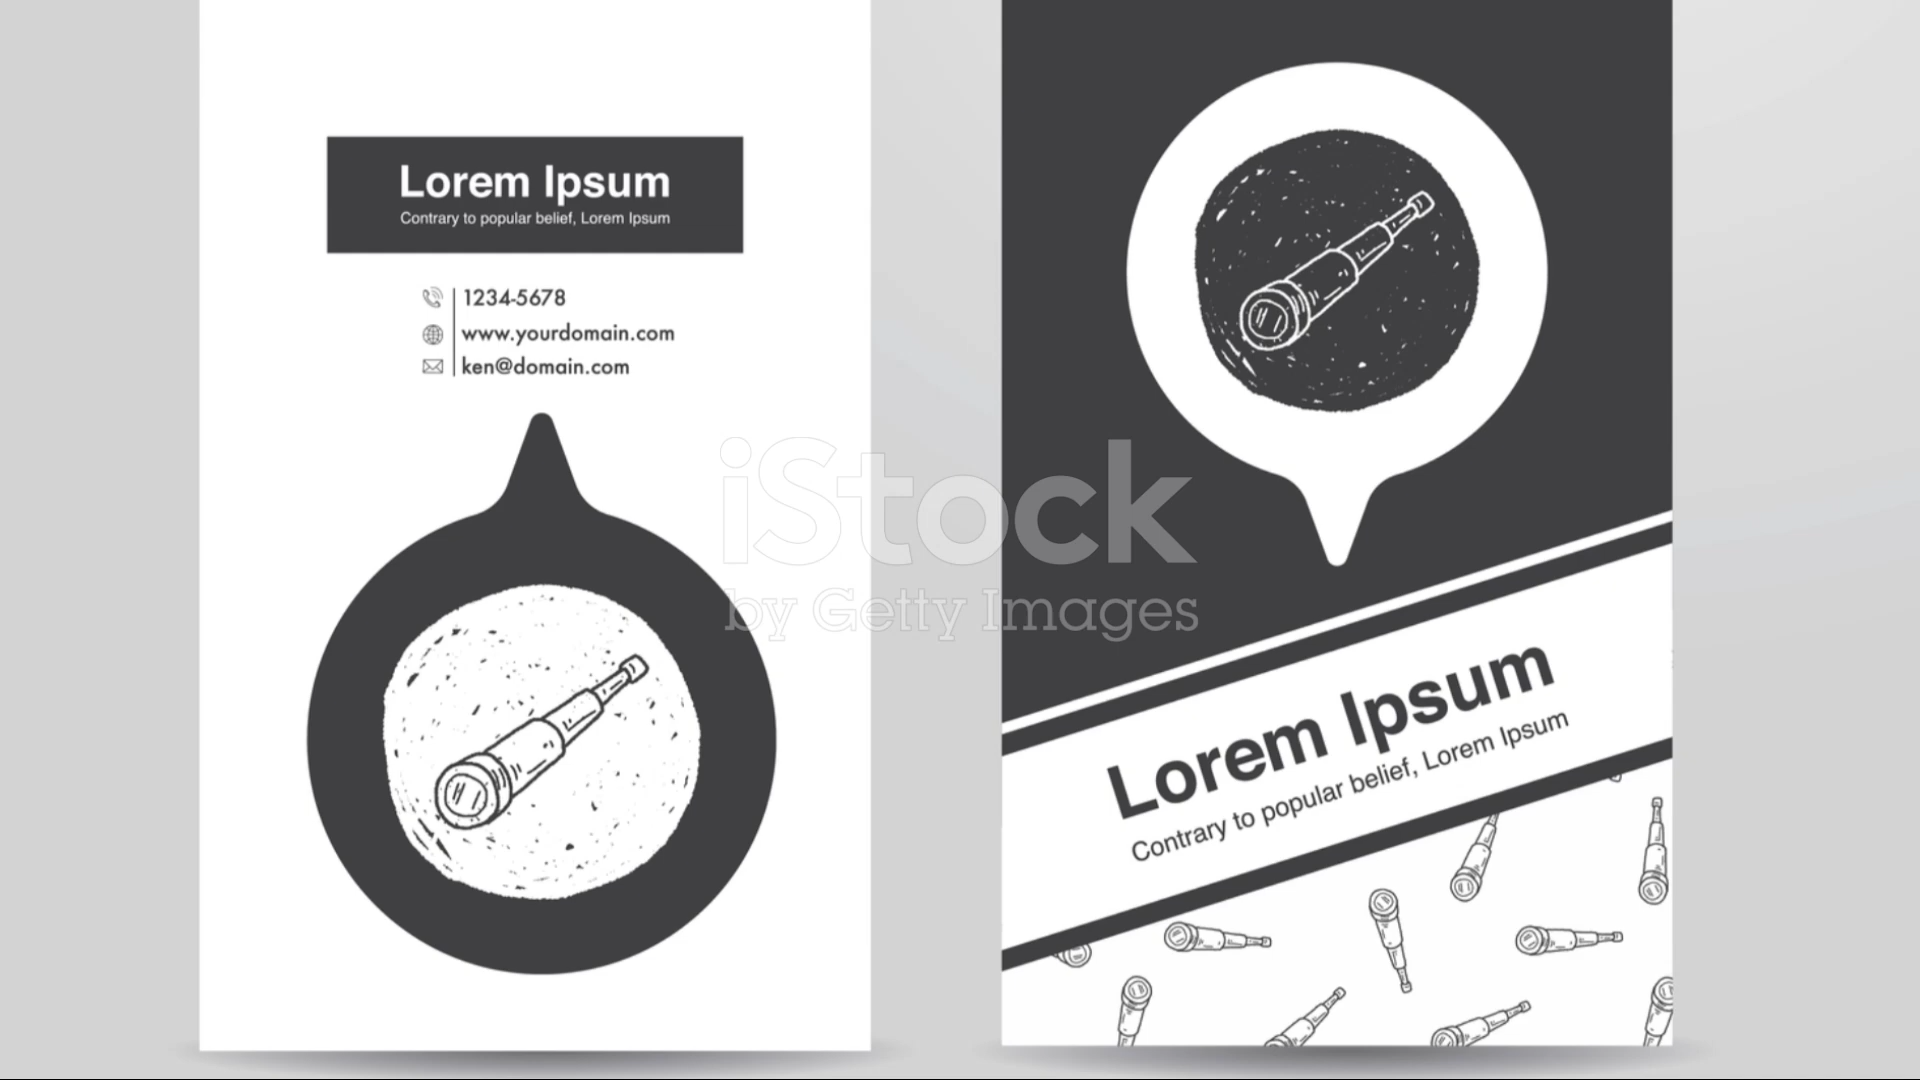 Lorem Ipsum
Contrary to popular belief, Lorem Ipsum
1234-5678
www.yourdomain.com
ken@domain.com
iStock
by Getty Images
Lorem Ipsum
Contrary to popular belief, Lorem Ipsum